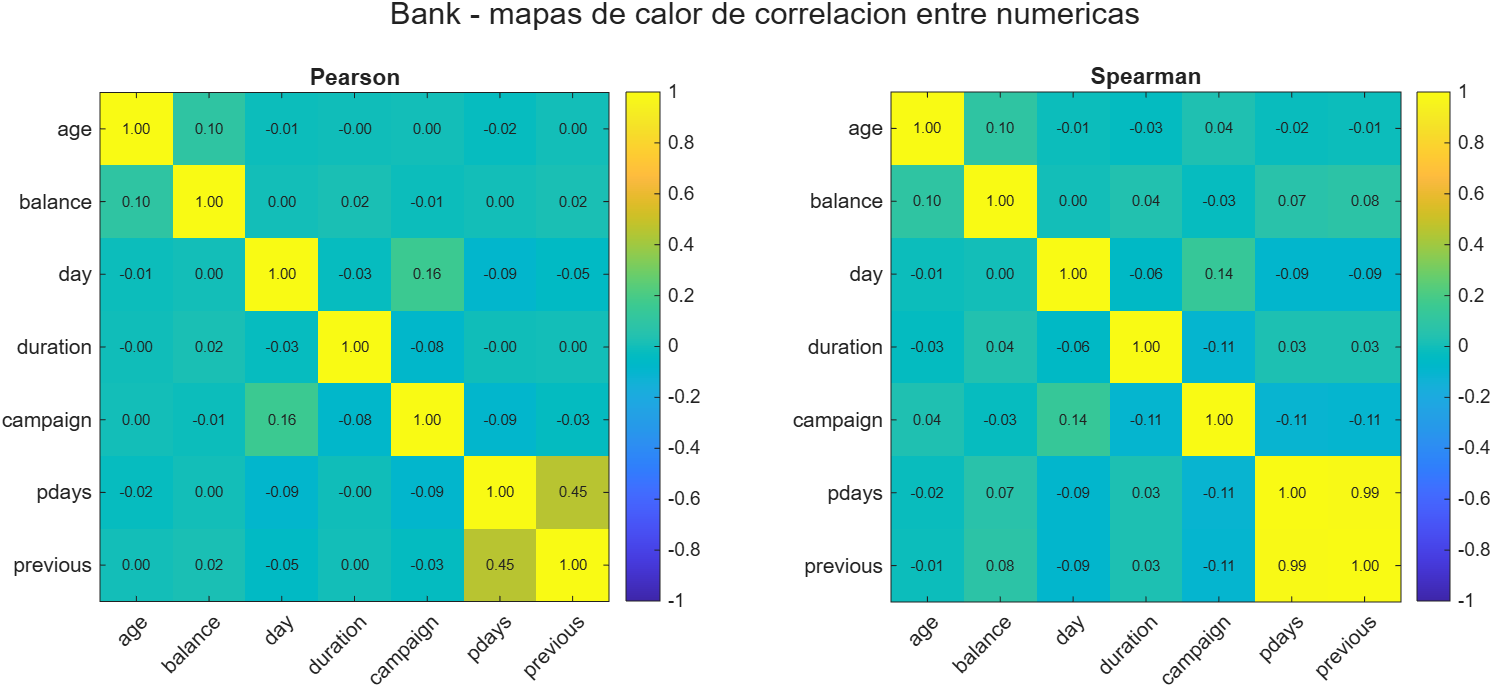 Bank - mapas de calor de correlacion entre numericas
Pearson
age 1.00 0.10 -0.01 -0.00 0.00 -0.02 0.00
balance 0.10 1.00 0.00 0.02 -0.01 0.00 0.02
day -0.01 0.00 1.00 -0.03 0.16 -0.09 -0.05
duration -0.00 0.02 -0.03 1.00 -0.08 -0.00 0.00
campaign 0.00 -0.01 0.16 -0.08 1.00 -0.09 -0.03
pdays -0.02 0.00 -0.09 -0.00 -0.09 1.00 0.45
previous 0.00 0.02 -0.05 0.00 -0.03 0.45 1.00
age balance day duration campaign pdays previous
1
0.8
0.6
0.4
0.2
0
-0.2
-0.4
-0.6
-0.8
-1
Spearman
age 1.00 0.10 -0.01 -0.03 0.04 -0.02 -0.01
balance 0.10 1.00 0.00 0.04 -0.03 0.07 0.08
day -0.01 0.00 1.00 -0.06 0.14 -0.09 -0.09
duration -0.03 0.04 -0.06 1.00 -0.11 0.03 0.03
campaign 0.04 -0.03 0.14 -0.11 1.00 -0.11 -0.11
pdays -0.02 0.07 -0.09 0.03 -0.11 1.00 0.99
previous -0.01 0.08 -0.09 0.03 -0.11 0.99 1.00
age balance day duration campaign pdays previous
1
0.8
0.6
0.4
0.2
0
-0.2
-0.4
-0.6
-0.8
-1